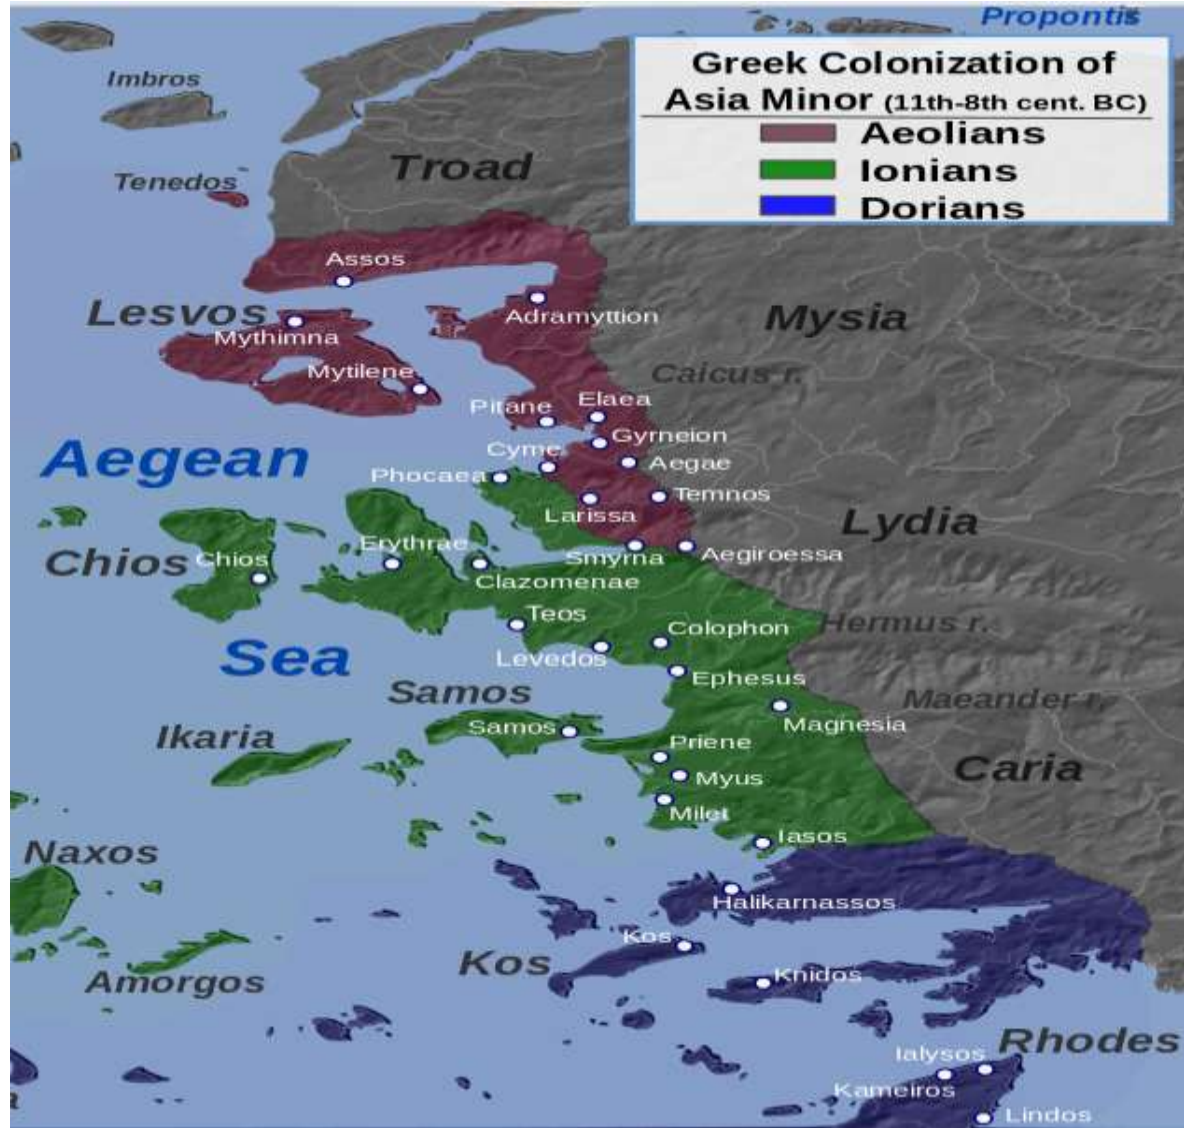 Propontis
Greek Colonization of
Asia Minor (11th-8th cent. BC)
Aeolians
Ionians
Dorians
Imbros
Troad
Tenedos
Assos
Lesvos
Mythimna
Adramyttion
Mysia
Mytilene
Caicus r.
Pitane
Elaea
Gyrneion
Cyme
Aegae
Aegean
Phocaea
Temnos
Larissa
Lydia
Erythrae
Smyrna
Aegiroessa
Chios
Chios
Clazomenae
Teos
Colophon
Hermus r.
Levedos
Sea
Ephesus
Samos
Maeander r.
Samos
Magnesia
Ikaria
Priene
Caria
Myus
Milet
Iasos
Naxos
Halikarnassos
Kos
Kos
Knidos
Amorgos
Rhodes
Ialysos
Kameiros
Lindos